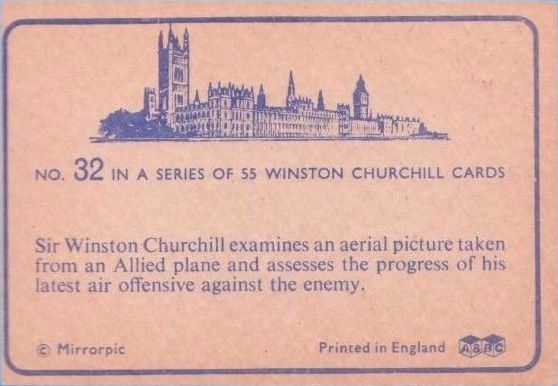 NO. 32 IN A SERIES OF 55 WINSTON CHURCHILL CARDS
Sir Winston Churchill examines an aerial picture taken
from an Allied plane and assesses the progress of his
latest air offensive against the enemy.
© Mirrorpic
Printed in England
A&BC